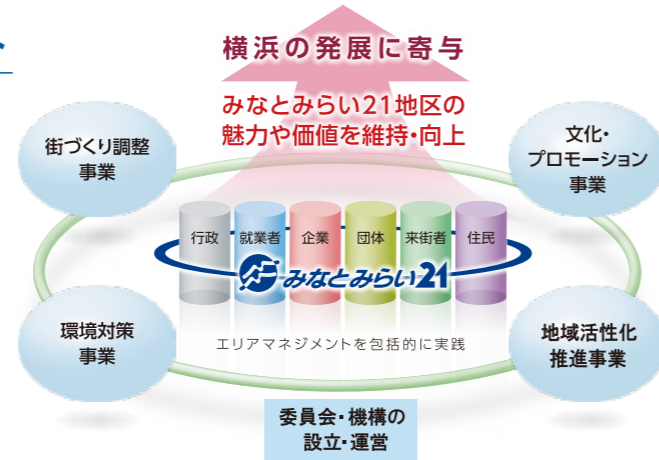 横浜の発展に寄与
みなとみらい21地区の
魅力や価値を維持・向上
街づくり調整
事業
文化・
プロモーション
事業
行政
就業者
企業
団体
来街者
住民
みなとみらい21
エリアマネジメントを包括的に実践
環境対策
事業
地域活性化
推進事業
委員会・機構の
設立・運営